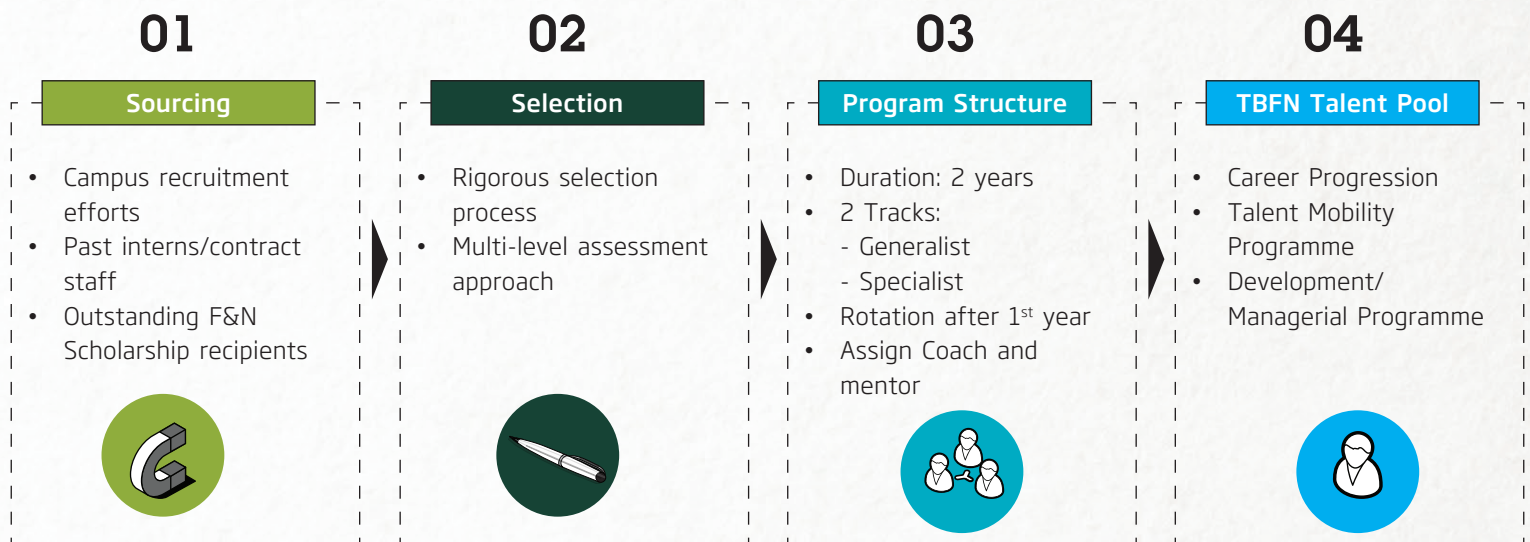 01
Sourcing
• Campus recruitment
efforts
• Past interns/contract
staff
• Outstanding F&N
Scholarship recipients
02
Selection
• Rigorous selection
process
• Multi-level assessment
approach
03
Program Structure
• Duration: 2 years
• 2 Tracks:
- Generalist
- Specialist
• Rotation after 1st year
• Assign Coach and
mentor
04
TBFN Talent Pool
• Career Progression
• Talent Mobility
Programme
• Development/
Managerial Programme